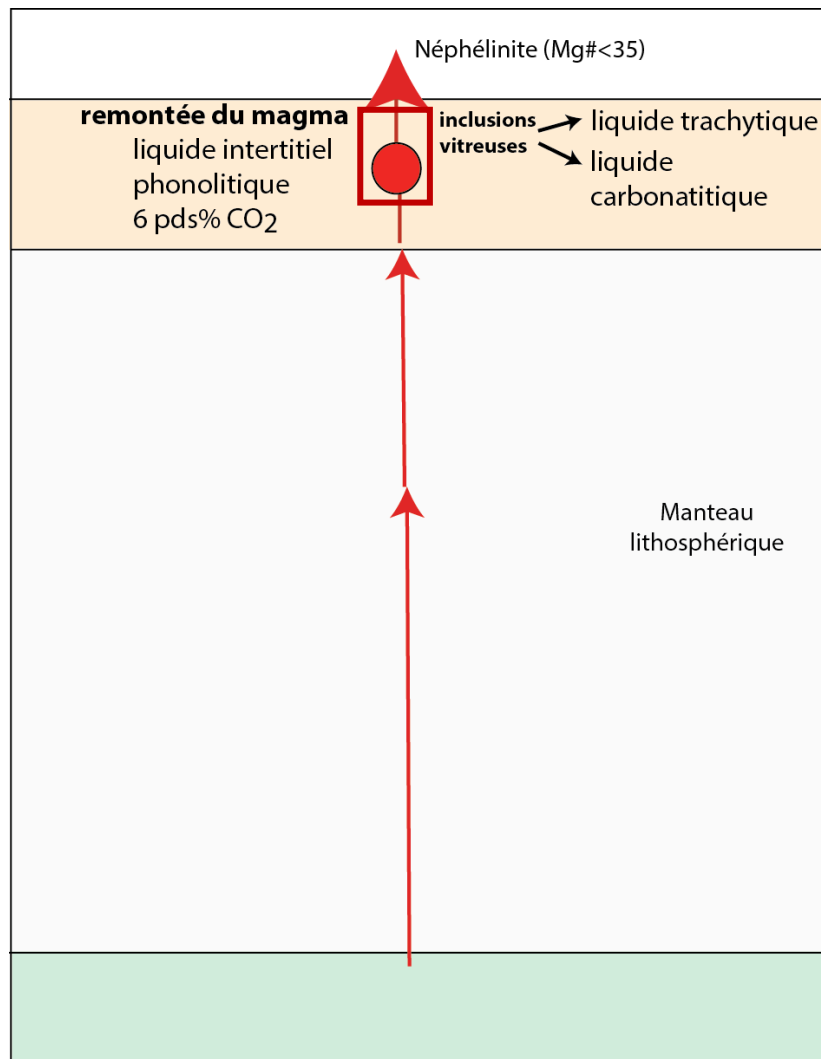 Néphélinite (Mg#<35)
remontée du magma
liquide intertitiel
phonolitique
6 pds% CO2
inclusions
vitreuses
liquide trachytique
liquide
carbonatitique
Manteau
lithosphérique